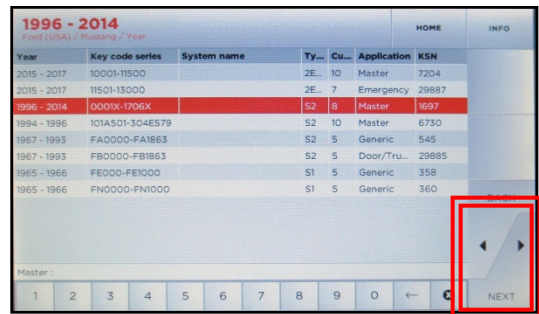 1996 - 2014
Ford (USA) / Mustang / Year
HOME
INFO
Year Key code series System name Ty... Cu... Application KSN
2015 - 2017 10001-11500 2E... 10 Master 7204
2015 - 2017 11501-13000 2E... 7 Emergency 29887
1996 - 2014 0001X-1706X S2 8 Master 1697
1994 - 1996 101A501-304E579 S2 10 Master 6730
1967 - 1993 FA0000-FA1863 S2 5 Generic 545
1967 - 1993 FB0000-FB1863 S2 5 Door/Tru... 29885
1965 - 1966 FE000-FE1000 S1 5 Generic 358
1965 - 1966 FN0000-FN1000 S1 5 Generic 360
BACK
Master :
1 2 3 4 5 6 7 8 9 0 ←
NEXT